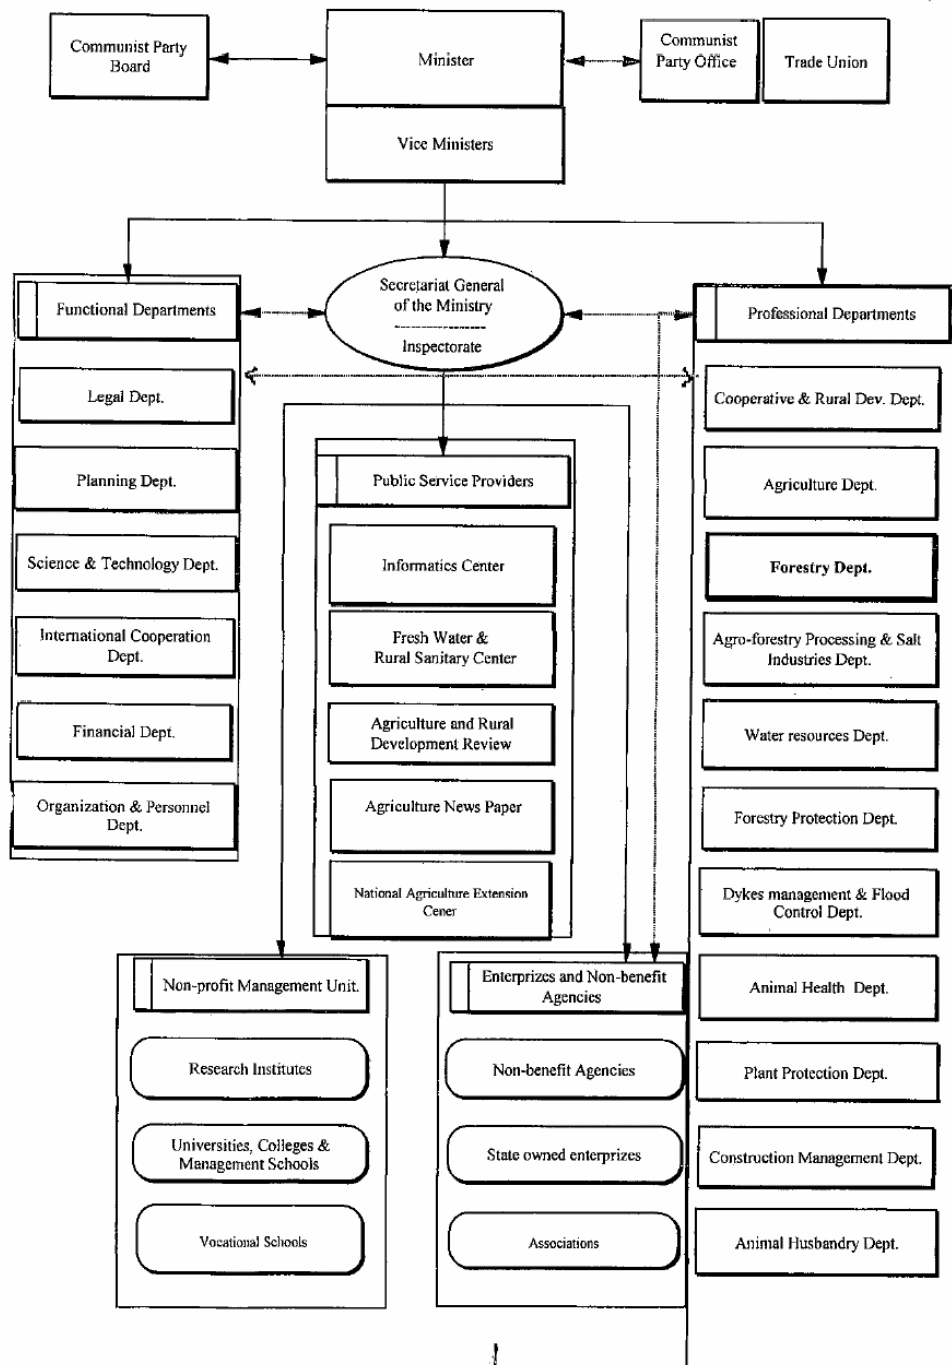 Communist Party
Board
Minister
Communist
Party Office
Trade Union
Vice Ministers
Secretariat General
of the Ministry
Inspectorate
Functional Departments
Legal Dept.
Planning Dept.
Science & Technology Dept.
International Cooperation
Dept.
Financial Dept.
Organization & Personnel
Dept.
Public Service Providers
Informatics Center
Fresh Water &
Rural Sanitary Center
Agriculture and Rural
Development Review
Agriculture News Paper
National Agriculture Extension
Cener
Professional Departments
Cooperative & Rural Dev. Dept.
Agriculture Dept.
Forestry Dept.
Agro-forestry Processing & Salt
Industries Dept.
Water resources Dept.
Forestry Protection Dept.
Dykes management & Flood
Control Dept.
Animal Health Dept.
Plant Protection Dept.
Construction Management Dept.
Animal Husbandry Dept.
Non-profit Management Unit.
Research Institutes
Universities, Colleges &
Management Schools
Vocational Schools
Enterprizes and Non-benefit
Agencies
Non-benefit Agencies
State owned enterprizes
Associations